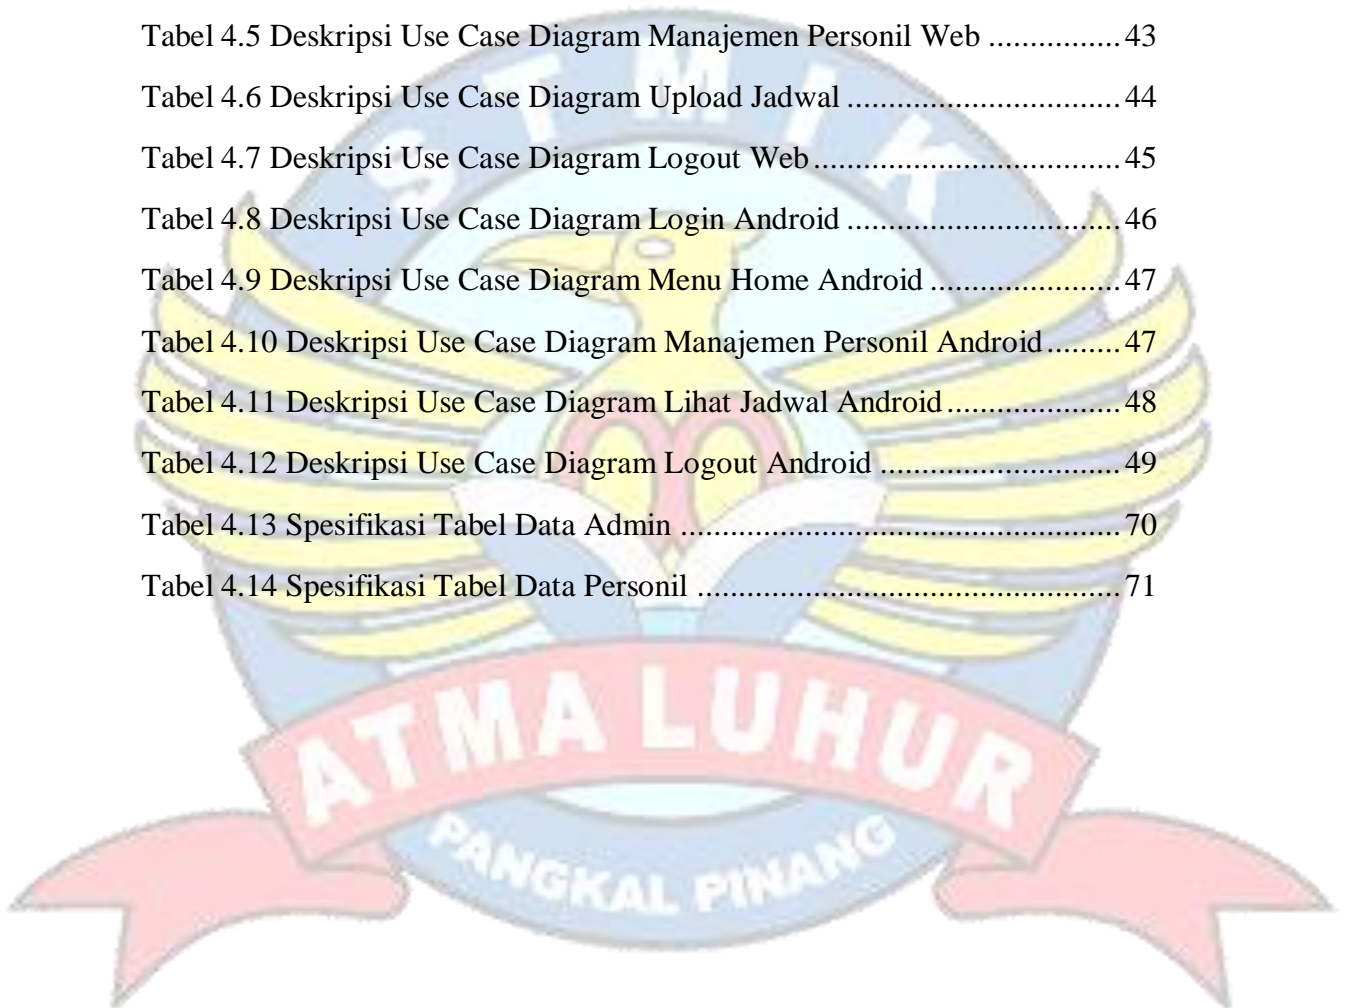 Tabel 4.5 Deskripsi Use Case Diagram Manajemen Personil Web ................ 43
Tabel 4.6 Deskripsi Use Case Diagram Upload Jadwal .................................. 44
Tabel 4.7 Deskripsi Use Case Diagram Logout Web ...................................... 45
Tabel 4.8 Deskripsi Use Case Diagram Login Android .................................. 46
Tabel 4.9 Deskripsi Use Case Diagram Menu Home Android ....................... 47
Tabel 4.10 Deskripsi Use Case Diagram Manajemen Personil Android ......... 47
Tabel 4.11 Deskripsi Use Case Diagram Lihat Jadwal Android ..................... 48
Tabel 4.12 Deskripsi Use Case Diagram Logout Android ............................. 49
Tabel 4.13 Spesifikasi Tabel Data Admin ...................................................... 70
Tabel 4.14 Spesifikasi Tabel Data Personil .................................................... 71
STMIK
ATMA LUHUR
PANGKAL PINANG